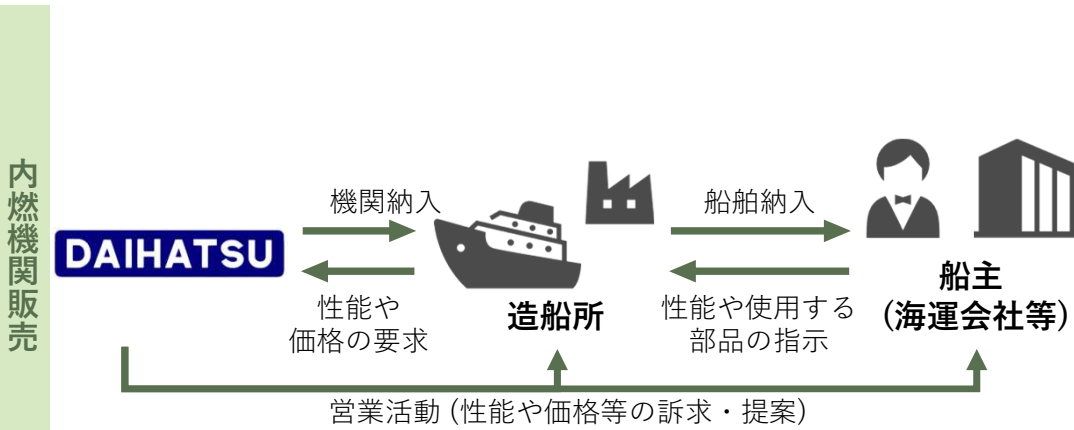 内燃機関販売
DAIHATSU
機関納入
性能や
価格の要求
造船所
船舶納入
性能や使用する
部品の指示
船主
(海運会社等)
営業活動 (性能や価格等の訴求・提案)